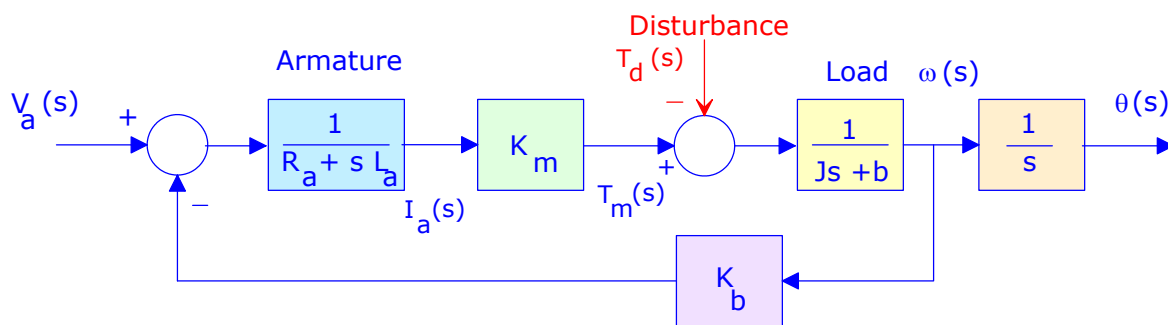 Disturbance
T_d(s)
Armature
Load
ω(s)
V_a(s)
θ(s)
+
1
R_a + s L_a
K_m
−
+
1
Js +b
1
s
−
I_a(s)
T_m(s)
K_b